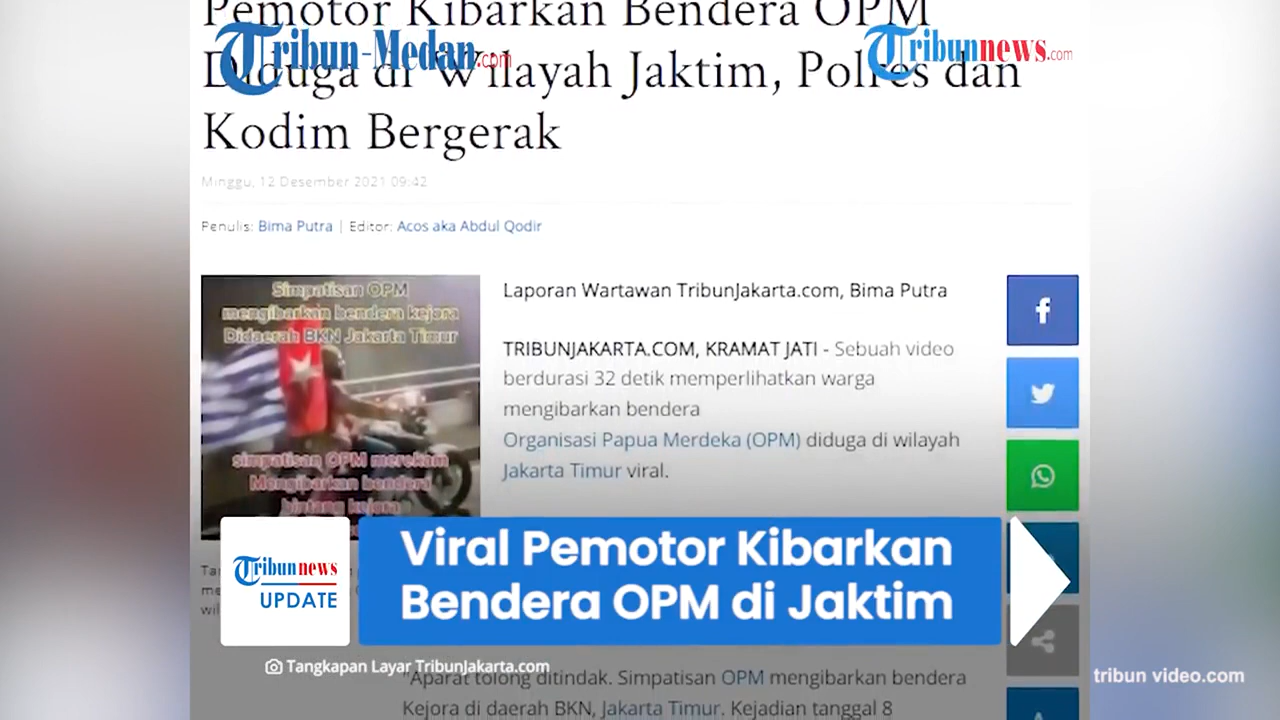 Pemotor Kibarkan Bendera OPM
Tribun-Medan.com
Tribunnews.com
Diduga di Wilayah Jaktim, Polres dan
Kodim Bergerak
Minggu, 12 Desember 2021 09:42
Penulis: Bima Putra | Editor: Acos aka Abdul Qodir
Simpatisan OPM
mengibarkan bendera kejora
Didaerah BKN Jakarta Timur
simpatisan OPM merekam
Mengibarkan bendera
bintang kejora
Laporan Wartawan TribunJakarta.com, Bima Putra
TRIBUNJAKARTA.COM, KRAMAT JATI - Sebuah video
berdurasi 32 detik memperlihatkan warga
mengibarkan bendera
Organisasi Papua Merdeka (OPM) diduga di wilayah
Jakarta Timur viral.
Tribunnews
UPDATE
Viral Pemotor Kibarkan
Bendera OPM di Jaktim
Tangkapan Layar TribunJakarta.com
"Aparat tolong ditindak. Simpatisan OPM mengibarkan bendera
Kejora di daerah BKN, Jakarta Timur. Kejadian tanggal 8
tribun video.com